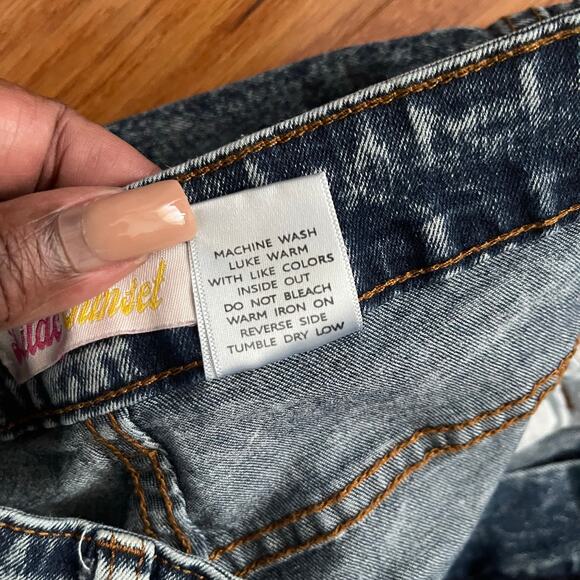 MACHINE WASH
LUKE WARM
WITH LIKE COLORS
INSIDE OUT
DO NOT BLEACH
WARM IRON ON
REVERSE SIDE
TUMBLE DRY LOW